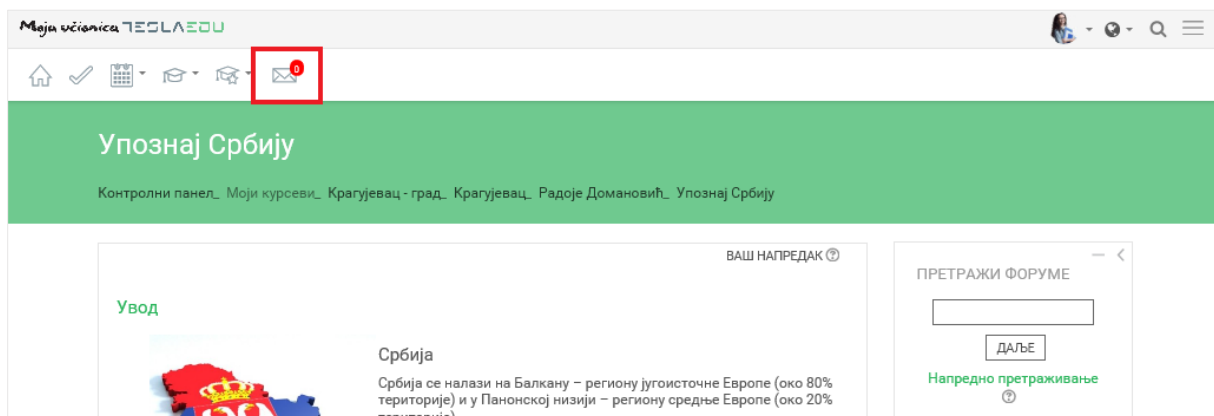 Moja učionica TESLAEDU
0
Упознај Србију
Контролни панел_ Моји курсеви_ Крагујевац - град_ Крагујевац_ Радоје Домановић_ Упознај Србију
ВАШ НАПРЕДАК
Увод
Србија
Србија се налази на Балкану – региону југоисточне Европе (око 80%
територије) и у Панонској низији – региону средње Европе (око 20%
територије)
ПРЕТРАЖИ ФОРУМЕ
ДАЉЕ
Напредно претраживање